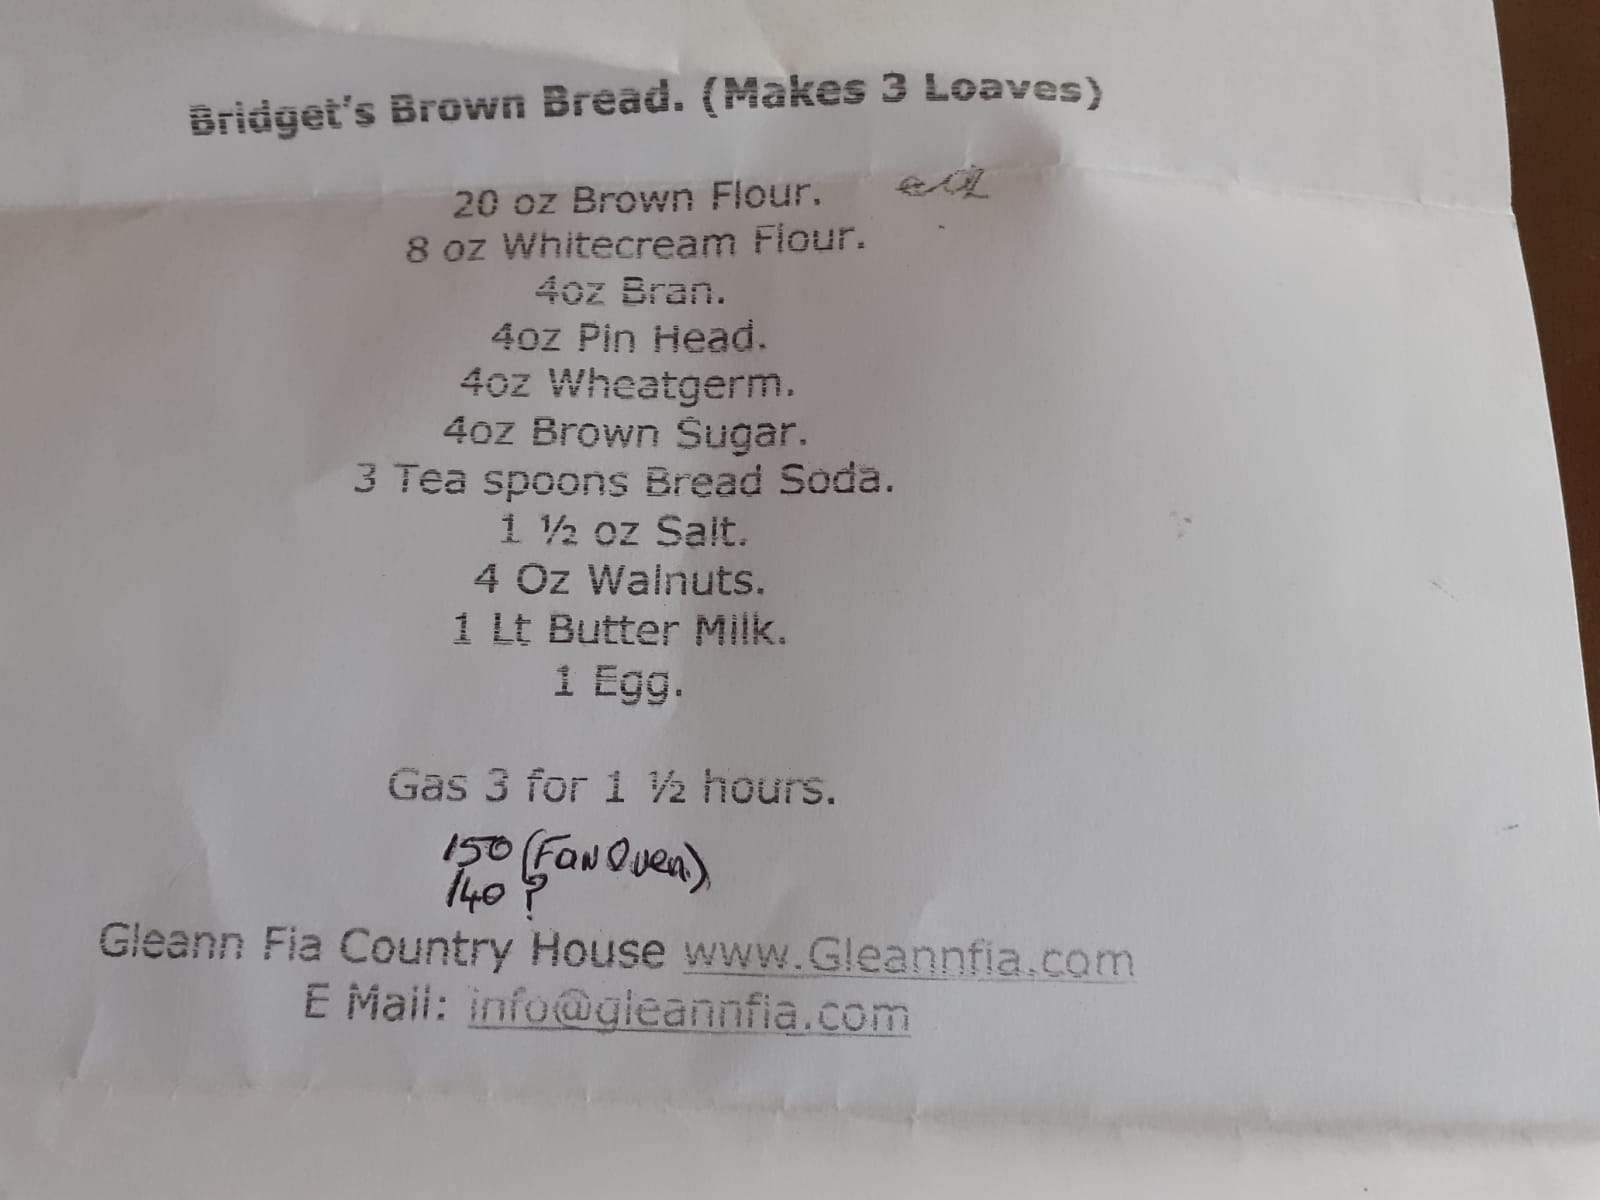 Bridget's Brown Bread. (Makes 3 Loaves)
20 oz Brown Flour.
8 oz Whitecream Flour.
4oz Bran.
4oz Pin Head.
4oz Wheatgerm.
4oz Brown Sugar.
3 Tea spoons Bread Soda.
1 ½ oz Salt.
4 Oz Walnuts.
1 Lt Butter Milk.
1 Egg.
Gas 3 for 1 ½ hours.
150 (Fan Oven)
140 ?
Gleann Fia Country House www.Gleannfia.com
E Mail: info@gleannfia.com